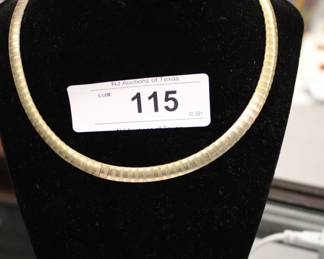 NJ Auctions of Texas
Lot#
115